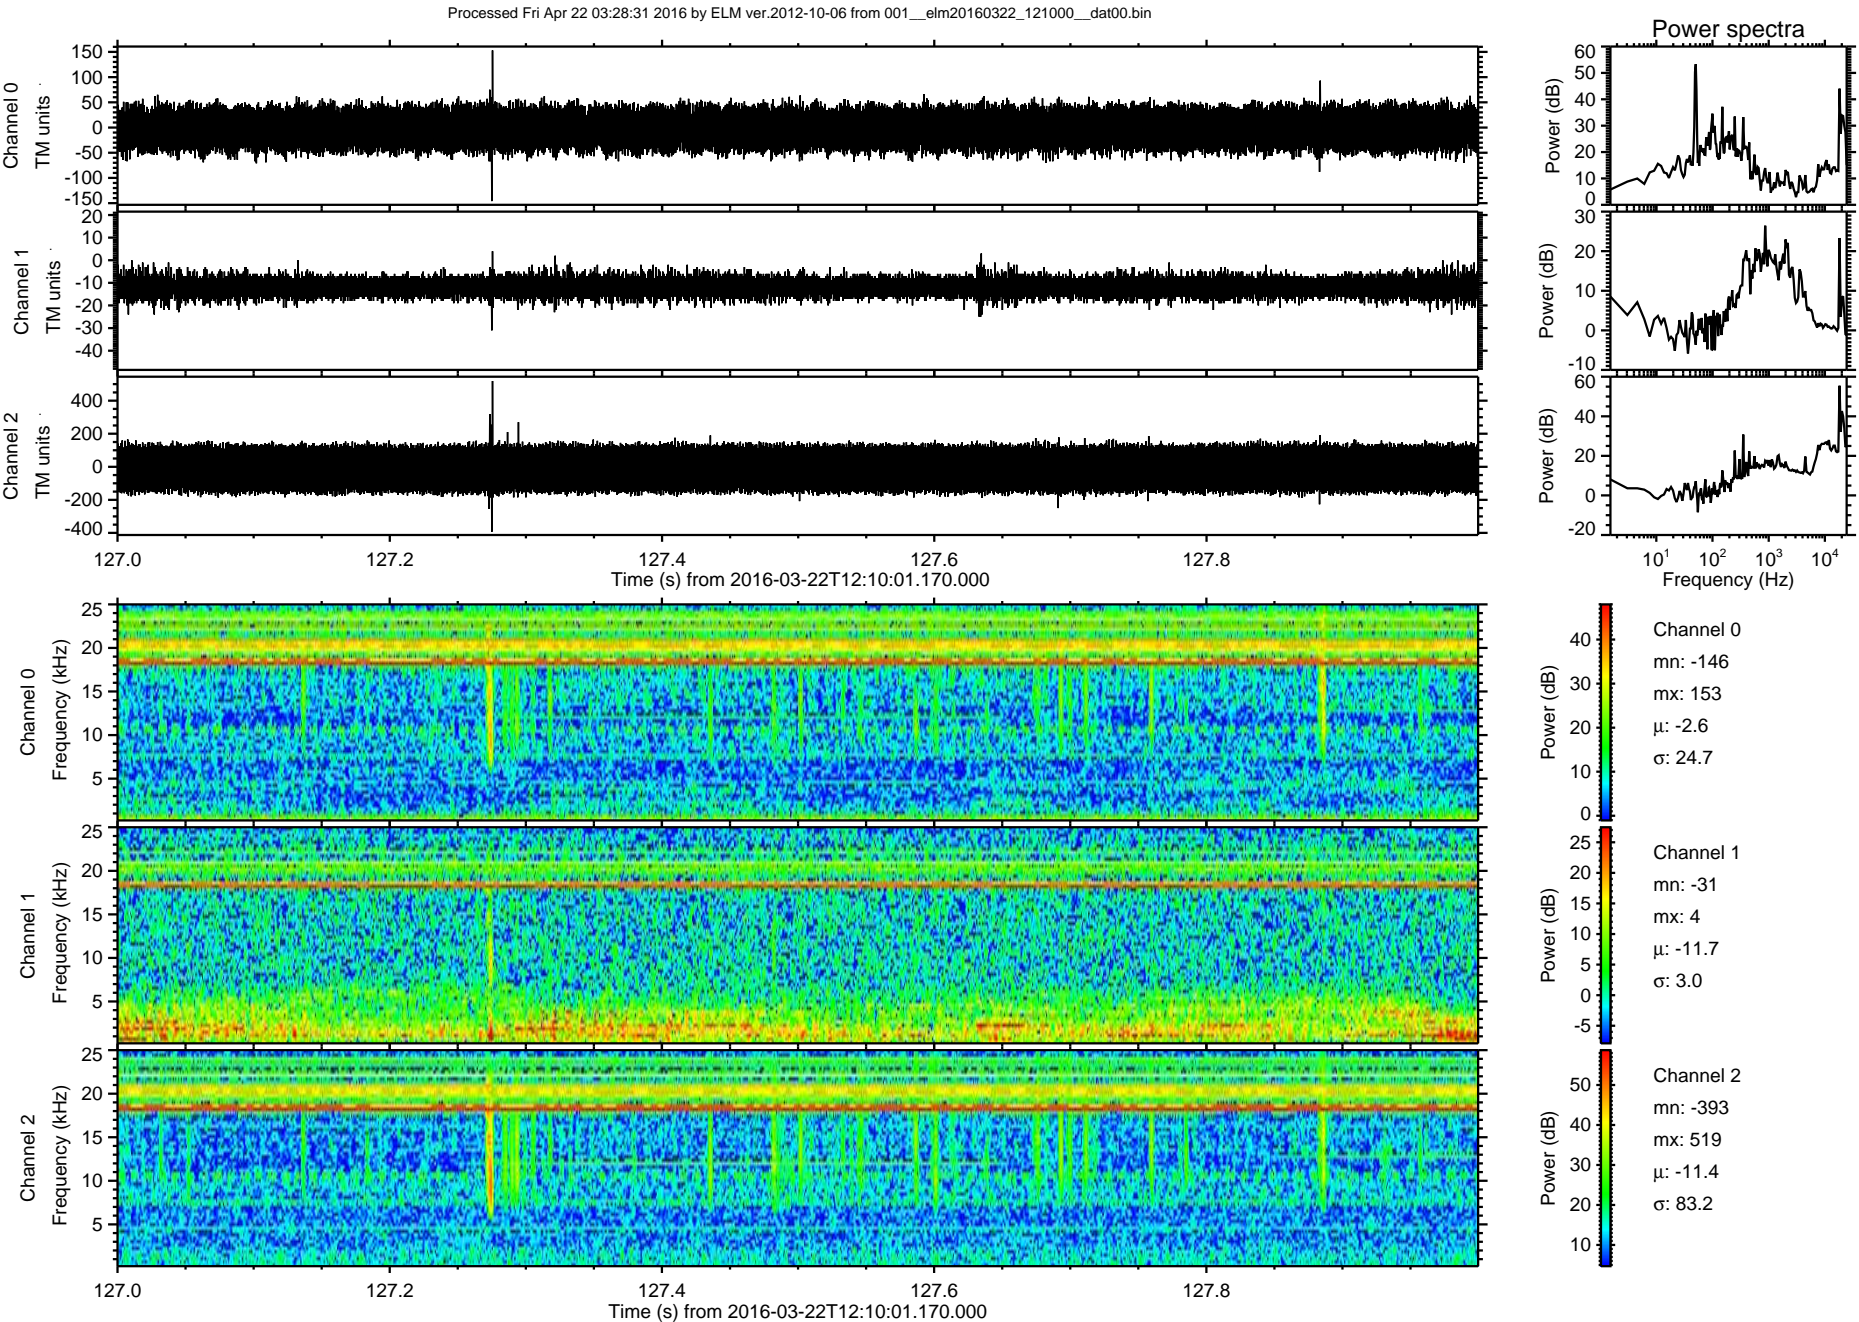 Processed Fri Apr 22 03:28:31 2016 by ELM ver.2012-10-06 from 001__elm20160322_121000__dat00.bin
Power spectra
Channel 0
TM units
150
100
50
0
-50
-100
-150
Power (dB)
60
50
40
30
20
10
0
Channel 1
TM units
20
10
0
-10
-20
-30
-40
Power (dB)
30
20
10
0
-10
Channel 2
TM units
400
200
0
-200
-400
Power (dB)
60
40
20
0
-20
127.0 127.2 127.4 127.6 127.8
Time (s) from 2016-03-22T12:10:01.170.000
10¹ 10² 10³ 10⁴
Frequency (Hz)
Channel 0
Frequency (kHz)
25
20
15
10
5
Power (dB)
40
30
20
10
0
Channel 0
mn: -146
mx: 153
μ: -2.6
σ: 24.7
Channel 1
Frequency (kHz)
25
20
15
10
5
Power (dB)
25
20
15
10
5
0
-5
Channel 1
mn: -31
mx: 4
μ: -11.7
σ: 3.0
Channel 2
Frequency (kHz)
25
20
15
10
5
Power (dB)
50
40
30
20
10
Channel 2
mn: -393
mx: 519
μ: -11.4
σ: 83.2
127.0 127.2 127.4 127.6 127.8
Time (s) from 2016-03-22T12:10:01.170.000